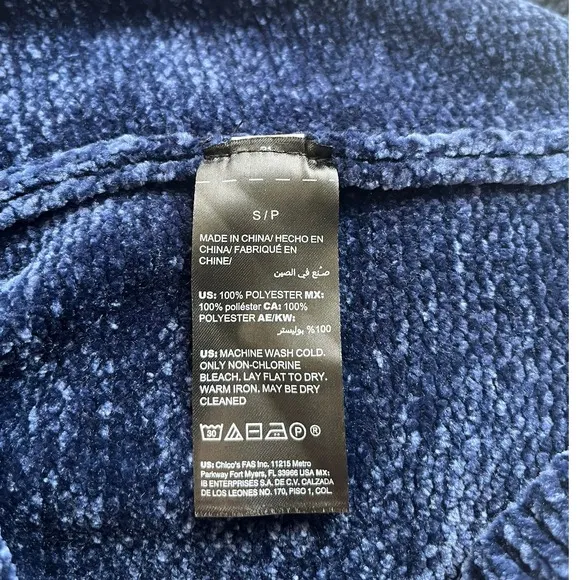 S / P
MADE IN CHINA/ HECHO EN
CHINA/ FABRIQUÉ EN
CHINE/
صنع في الصين
US: 100% POLYESTER MX:
100% poliéster CA: 100%
POLYESTER AE/KW:
100% بوليستر
US: MACHINE WASH COLD.
ONLY NON-CHLORINE
BLEACH, LAY FLAT TO DRY.
WARM IRON. MAY BE DRY
CLEANED
30 P ®
US: Chico's FAS Inc. 11215 Metro
Parkway Fort Myers, FL 33966 USA MX:
IB ENTERPRISES S.A. DE C.V. CALZADA
DE LOS LEONES NO. 170, PISO 1, COL.